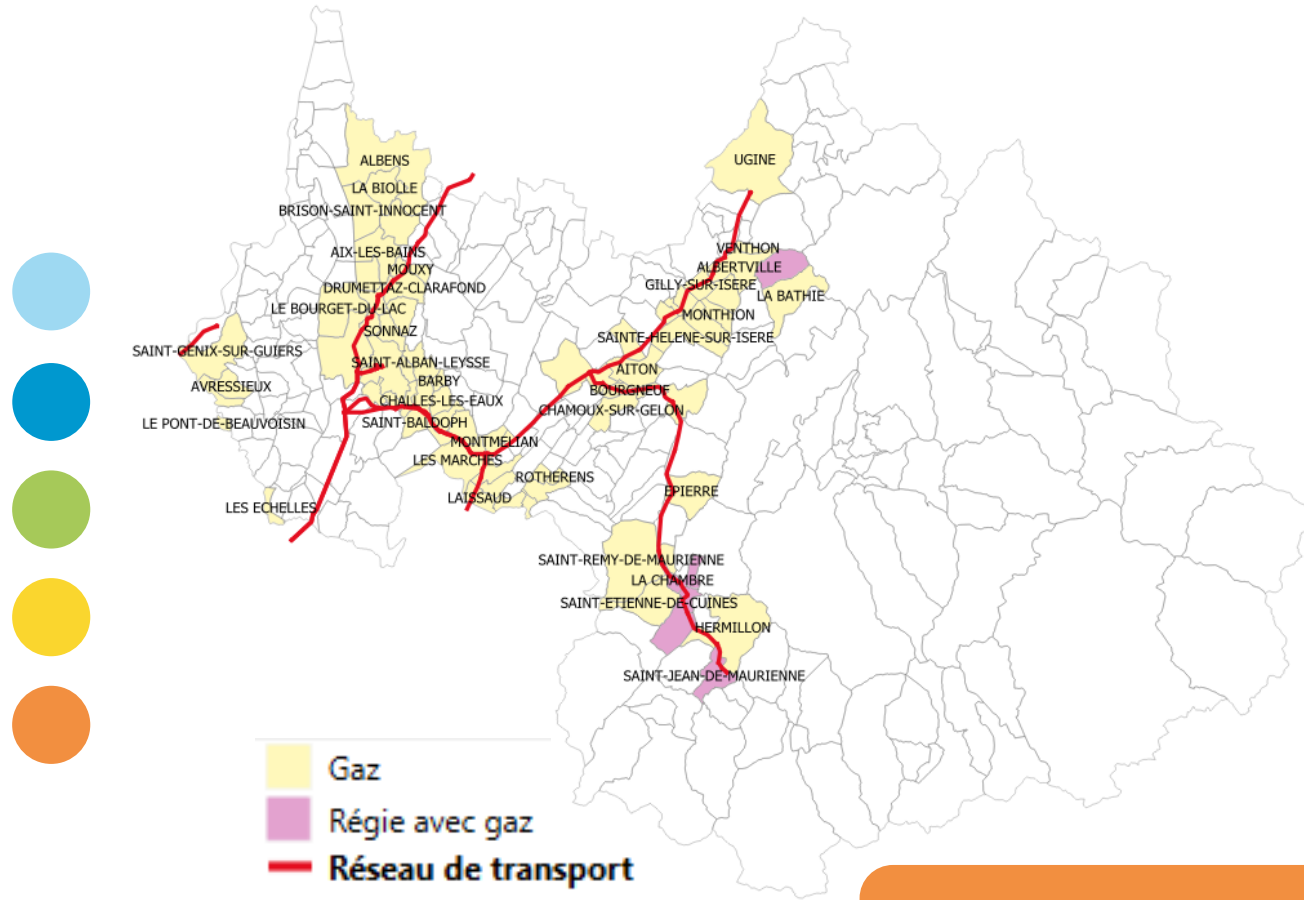 ALBENS
UGINE
LA BIOLLE
BRISON-SAINT-INNOCENT
VENTHON
AIX-LES-BAINS
MOUXY
ALBERTVILLE
DRUMETTAZ-CLARAFOND
GILLY-SUR-ISERE
LA BATHIE
LE BOURGET-DU-LAC
MONTHION
SONNAZ
SAINTE-HELENE-SUR-ISERE
SAINT-GENIX-SUR-GUIERS
SAINT-ALBAN-LEYSSE
AITON
BARBY
AVRESSIEUX
BOURGNEUF
CHALLES-LES-EAUX
CHAMOUX-SUR-GELON
LE PONT-DE-BEAUVOISIN
SAINT-BALDOPH
MONTMELIAN
LES MARCHES
ROTHERENS
EPIERRE
LAISSAUD
LES ECHELLES
SAINT-REMY-DE-MAURIENNE
LA CHAMBRE
SAINT-ETIENNE-DE-CUINES
HERMILLON
SAINT-JEAN-DE-MAURIENNE
Gaz
Régie avec gaz
Réseau de transport